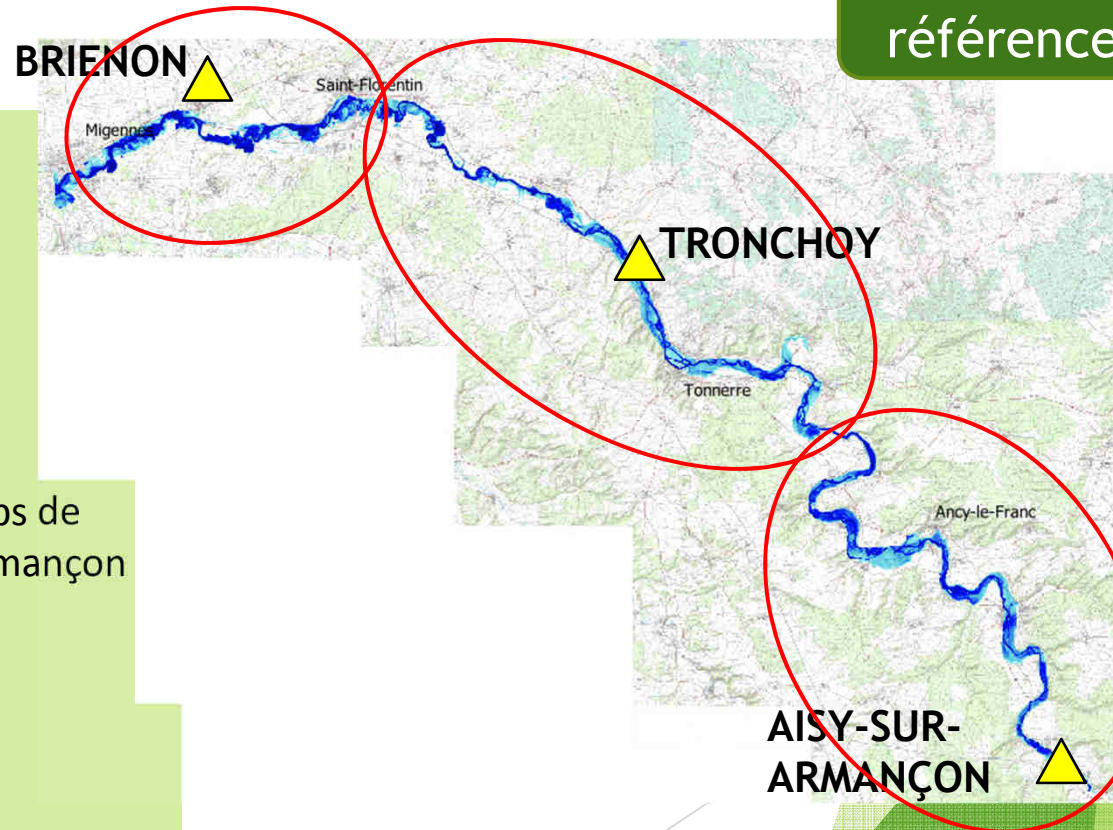 référence
BRIENON
Saint-Florentin
Migennes
TRONCHOY
Tonnerre
Ancy-le-Franc
ps de
mançon
AISY-SUR-
ARMANÇON